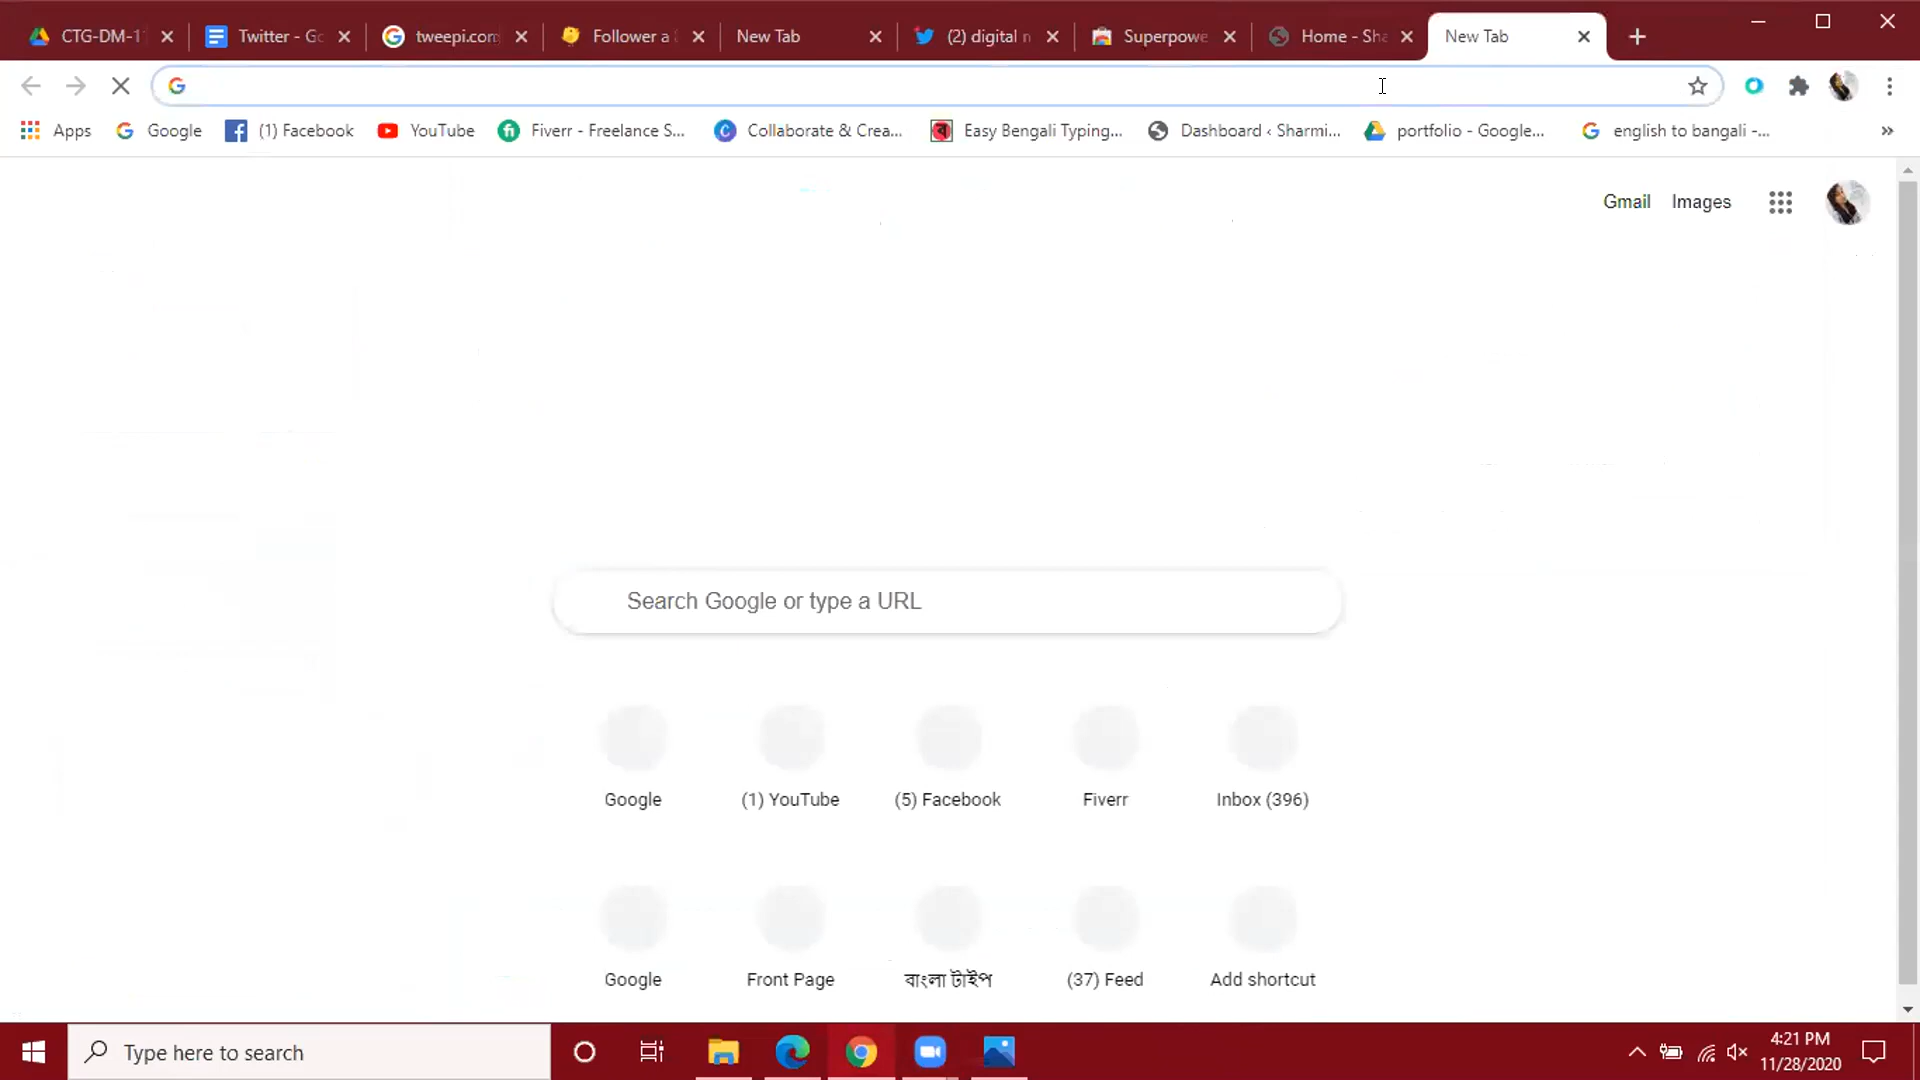 CTG-DM-1
Twitter - Go
tweepi.com
Follower a
New Tab
(2) digital n
Superpowe
Home - Sha
New Tab
Apps
Google
(1) Facebook
YouTube
Fiverr - Freelance S...
Collaborate & Crea...
Easy Bengali Typing...
Dashboard ‹ Sharmi...
portfolio - Google...
english to bangali -...
Gmail
Images
Search Google or type a URL
Google
(1) YouTube
(5) Facebook
Fiverr
Inbox (396)
Google
Front Page
বাংলা টাইপ
(37) Feed
Add shortcut
Type here to search
4:21 PM
11/28/2020